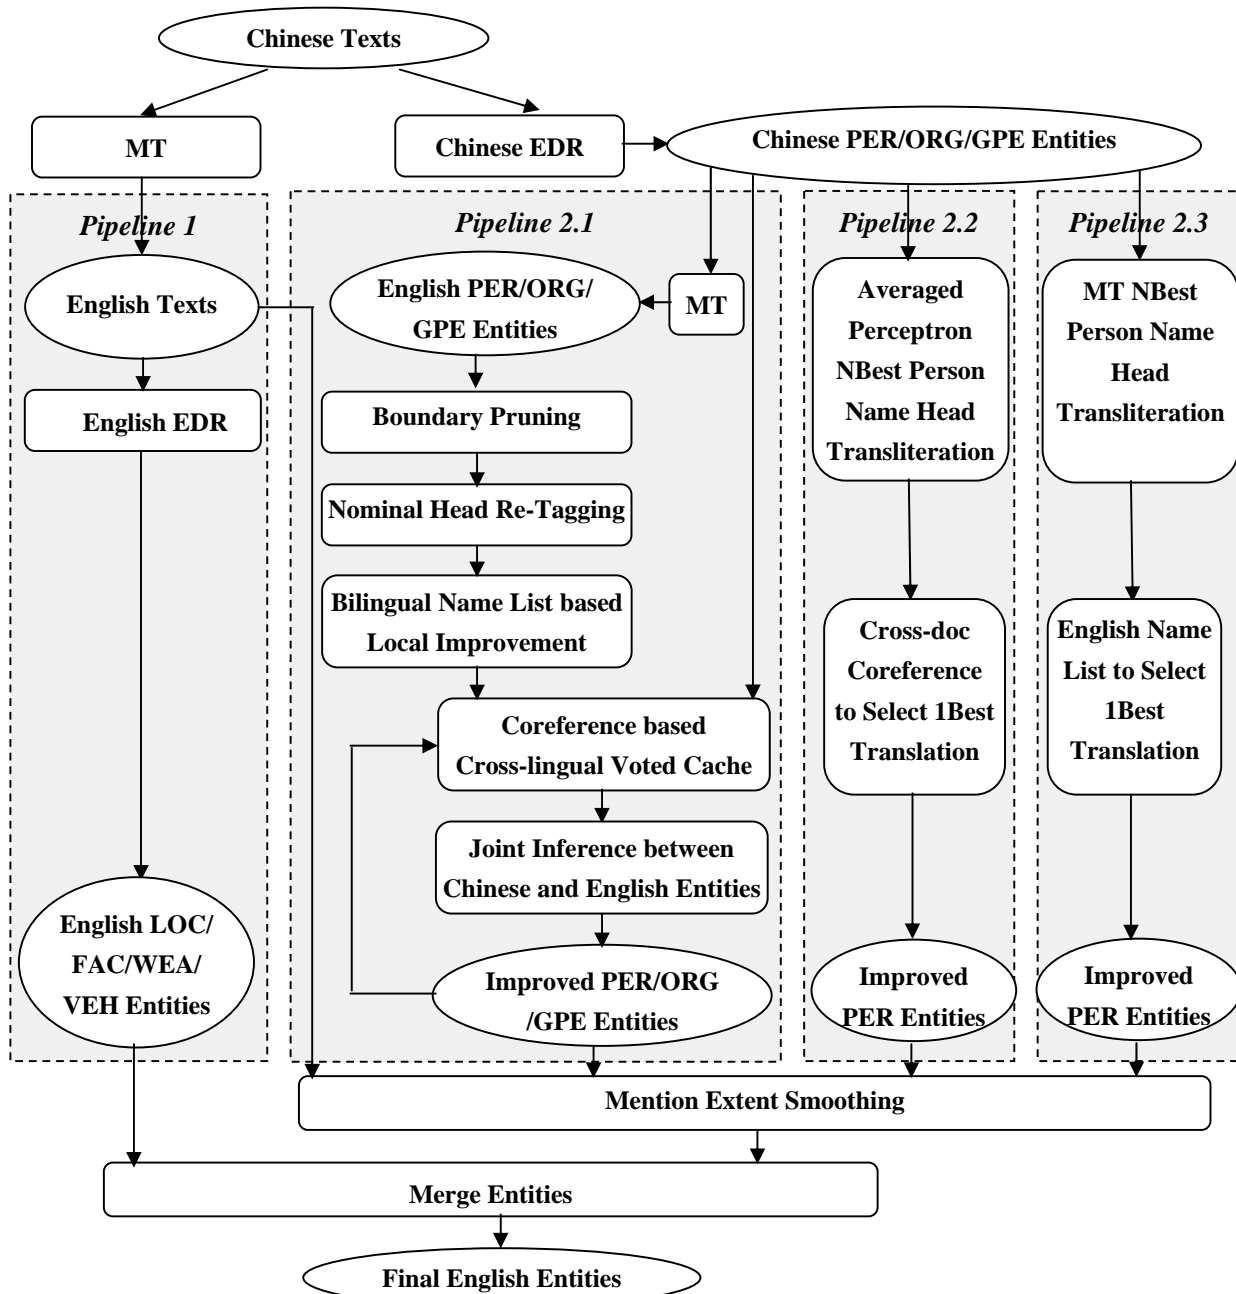 Chinese Texts
MT
Chinese EDR
Chinese PER/ORG/GPE Entities
Pipeline 1
English Texts
English EDR
English LOC/
FAC/WEA/
VEH Entities
Pipeline 2.1
MT
English PER/ORG/
GPE Entities
Boundary Pruning
Nominal Head Re-Tagging
Bilingual Name List based
Local Improvement
Coreference based
Cross-lingual Voted Cache
Joint Inference between
Chinese and English Entities
Improved PER/ORG
/GPE Entities
Pipeline 2.2
Averaged
Perceptron
NBest Person
Name Head
Transliteration
Cross-doc
Coreference
to Select 1Best
Translation
Improved
PER Entities
Pipeline 2.3
MT NBest
Person Name
Head
Transliteration
English Name
List to Select
1Best
Translation
Improved
PER Entities
Mention Extent Smoothing
Merge Entities
Final English Entities